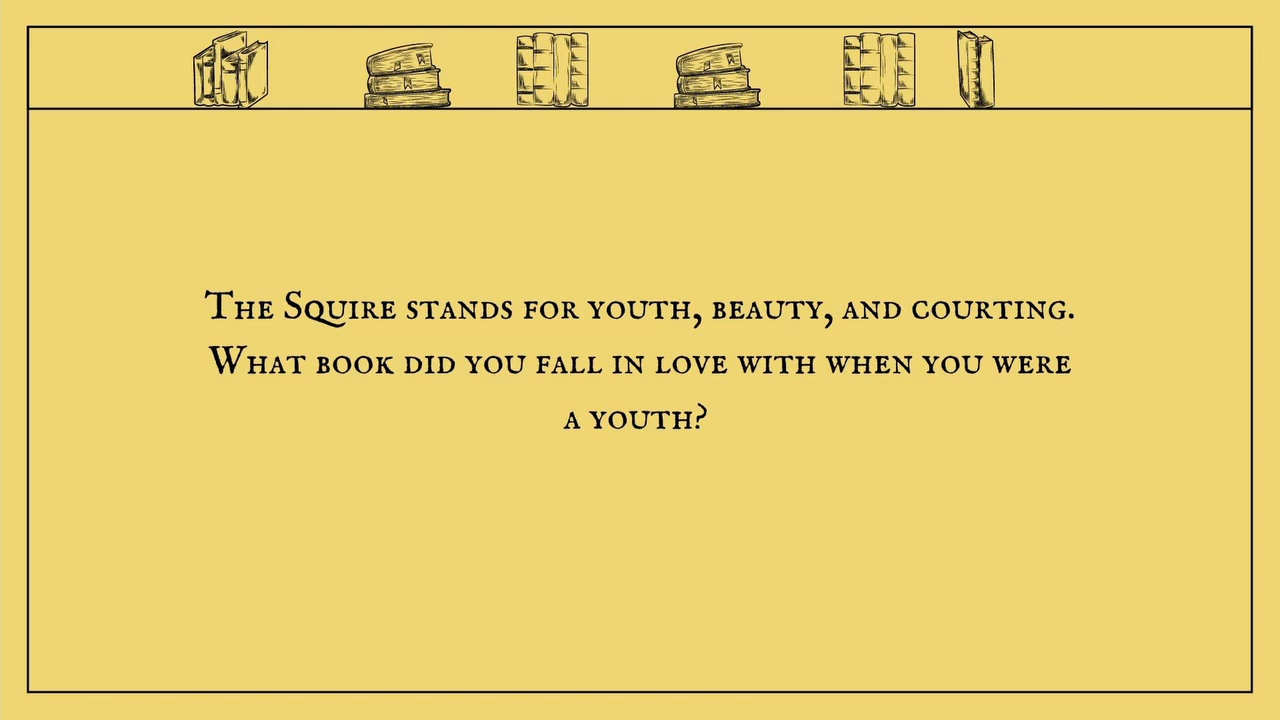 The Squire stands for youth, beauty, and courting.
What book did you fall in love with when you were
a youth?